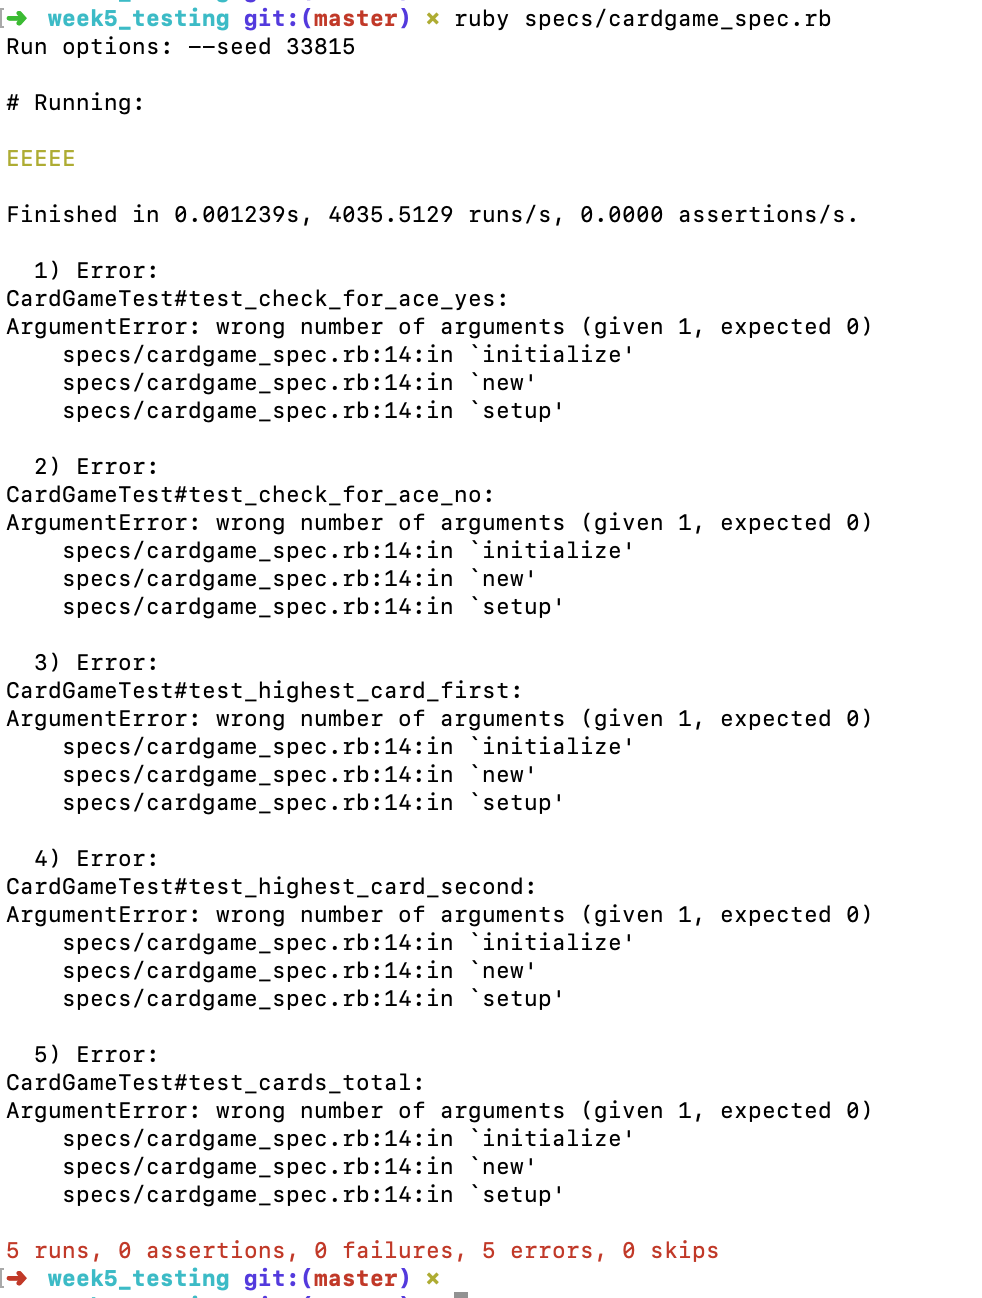 ➜ week5_testing git:(master) × ruby specs/cardgame_spec.rb
Run options: --seed 33815
# Running:
EEEEE
Finished in 0.001239s, 4035.5129 runs/s, 0.0000 assertions/s.
1) Error:
CardGameTest#test_check_for_ace_yes:
ArgumentError: wrong number of arguments (given 1, expected 0)
specs/cardgame_spec.rb:14:in `initialize'
specs/cardgame_spec.rb:14:in `new'
specs/cardgame_spec.rb:14:in `setup'
2) Error:
CardGameTest#test_check_for_ace_no:
ArgumentError: wrong number of arguments (given 1, expected 0)
specs/cardgame_spec.rb:14:in `initialize'
specs/cardgame_spec.rb:14:in `new'
specs/cardgame_spec.rb:14:in `setup'
3) Error:
CardGameTest#test_highest_card_first:
ArgumentError: wrong number of arguments (given 1, expected 0)
specs/cardgame_spec.rb:14:in `initialize'
specs/cardgame_spec.rb:14:in `new'
specs/cardgame_spec.rb:14:in `setup'
4) Error:
CardGameTest#test_highest_card_second:
ArgumentError: wrong number of arguments (given 1, expected 0)
specs/cardgame_spec.rb:14:in `initialize'
specs/cardgame_spec.rb:14:in `new'
specs/cardgame_spec.rb:14:in `setup'
5) Error:
CardGameTest#test_cards_total:
ArgumentError: wrong number of arguments (given 1, expected 0)
specs/cardgame_spec.rb:14:in `initialize'
specs/cardgame_spec.rb:14:in `new'
specs/cardgame_spec.rb:14:in `setup'
5 runs, 0 assertions, 0 failures, 5 errors, 0 skips
➜ week5_testing git:(master) ×